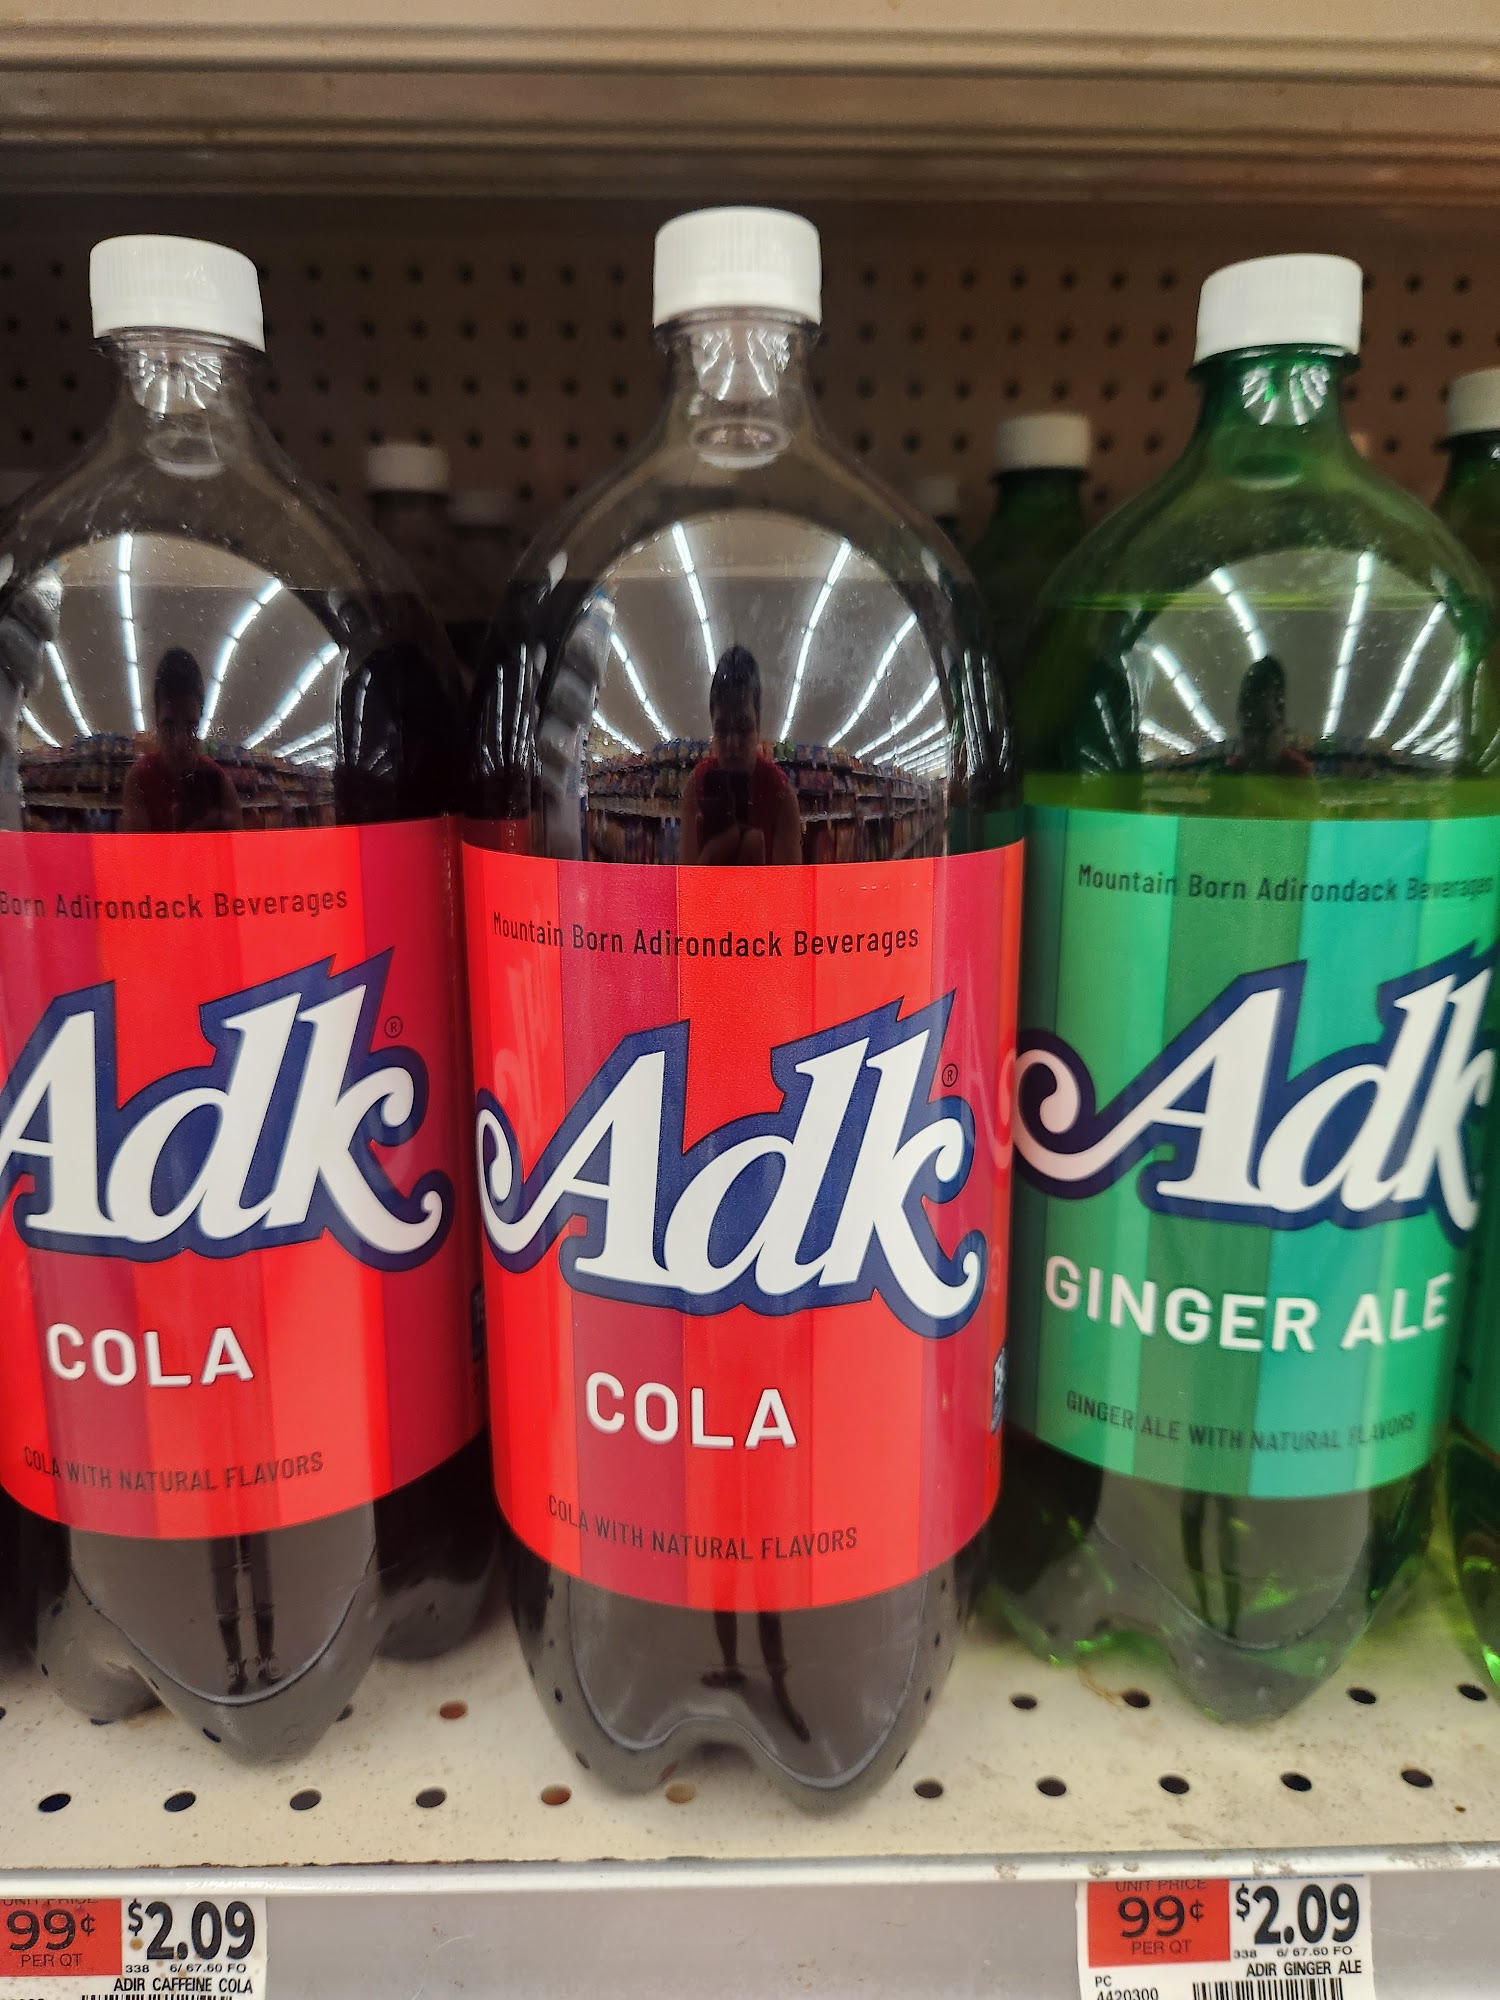 Born Adirondack Beverages
Adk®
COLA
COLA WITH NATURAL FLAVORS
Mountain Born Adirondack Beverages
Adk®
COLA
COLA WITH NATURAL FLAVORS
Mountain Born Adirondack Beverages
Adk
GINGER ALE
GINGER ALE WITH NATURAL FLAVORS
UNIT PRICE
99¢
PER QT
$2.09
338 6/67.60 FO
ADIR CAFFEINE COLA
UNIT PRICE
99¢
PER QT
$2.09
338 6/67.60 FO
ADIR GINGER ALE
PC
4420300